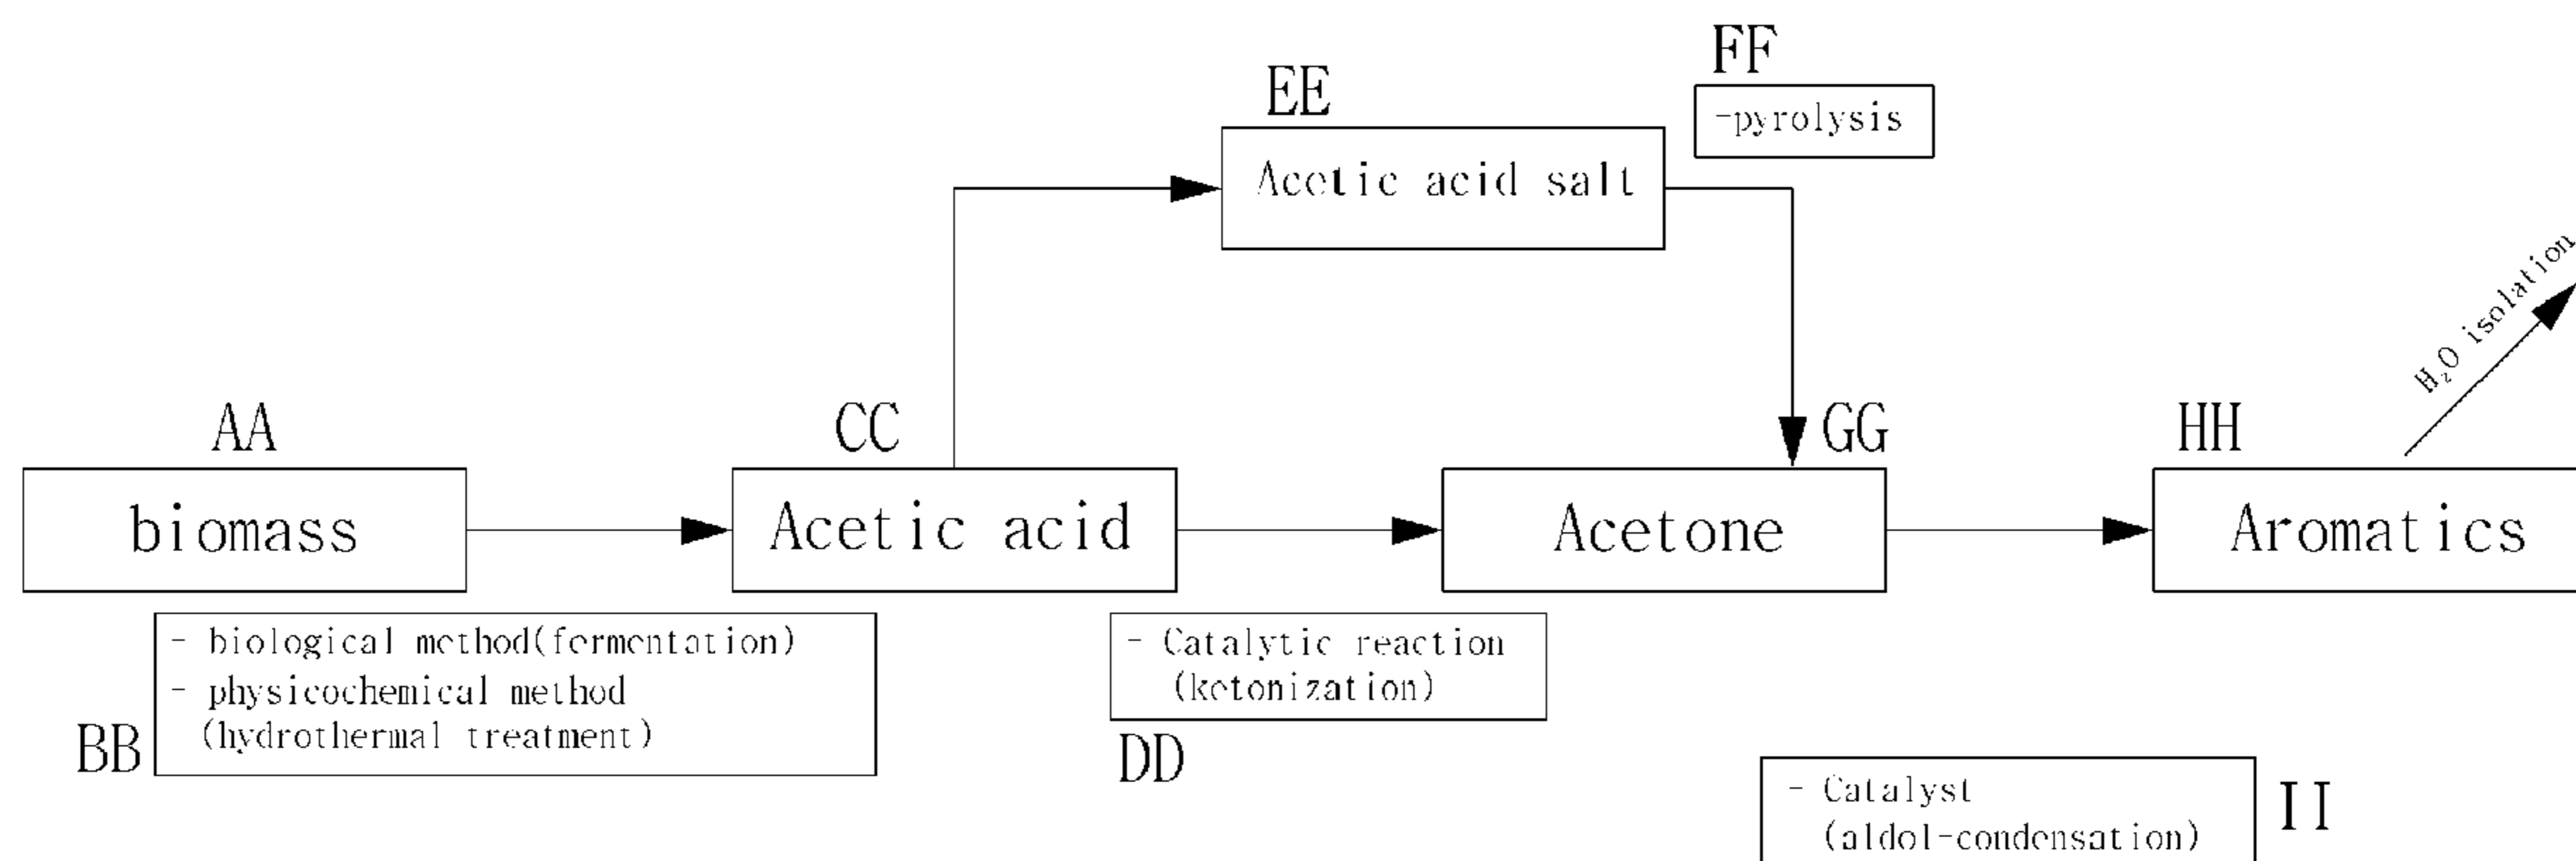 FF
-pyrolysis
EE
Acetic acid salt
H₂O isolation
AA
biomass
CC
Acetic acid
GG
Acetone
HH
Aromatics
BB
- biological method(fermentation)
- physicochemical method
(hydrothermal treatment)
- Catalytic reaction
(ketonization)
DD
- Catalyst
(aldol-condensation)
II